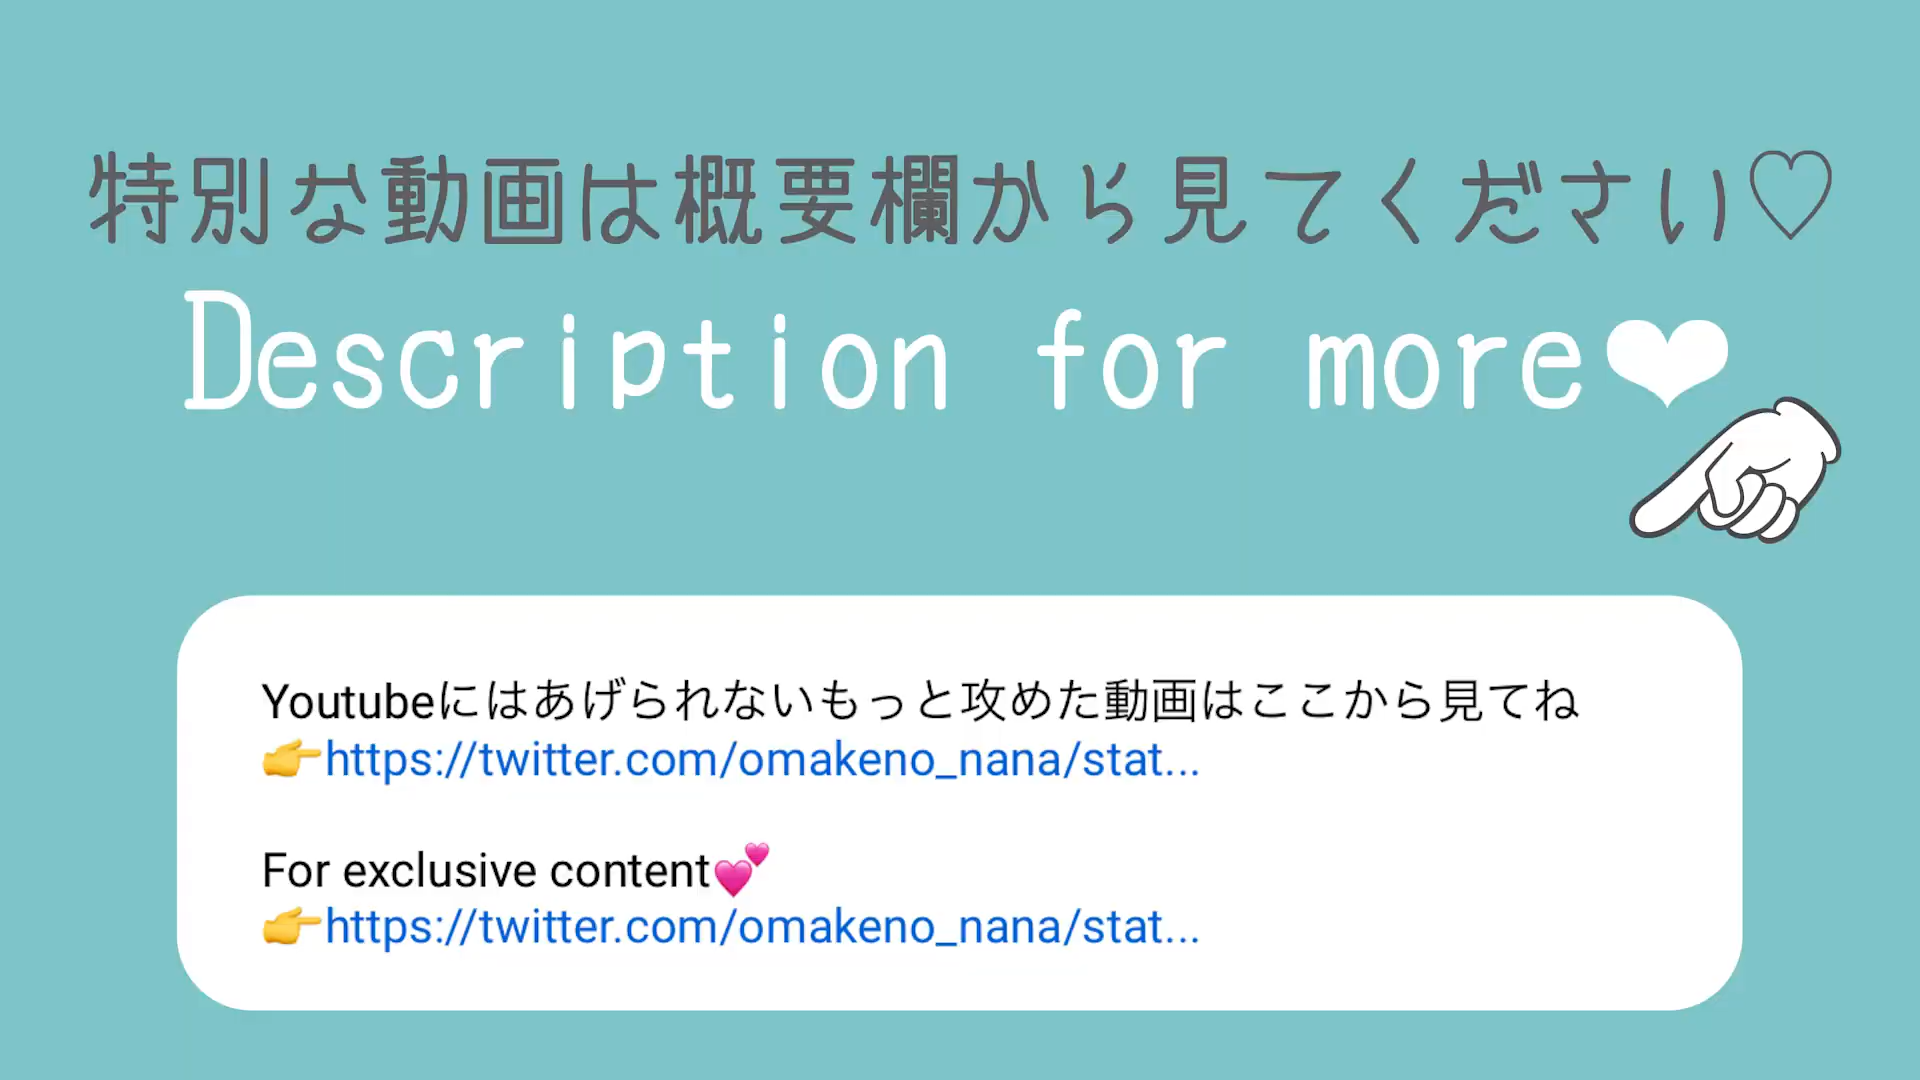 特別な動画は概要欄から見てください♡
Description for more❤
Youtubeにはあげられないもっと攻めた動画はここから見てね
👉https://twitter.com/omakeno_nana/stat...
For exclusive content💕
👉https://twitter.com/omakeno_nana/stat...